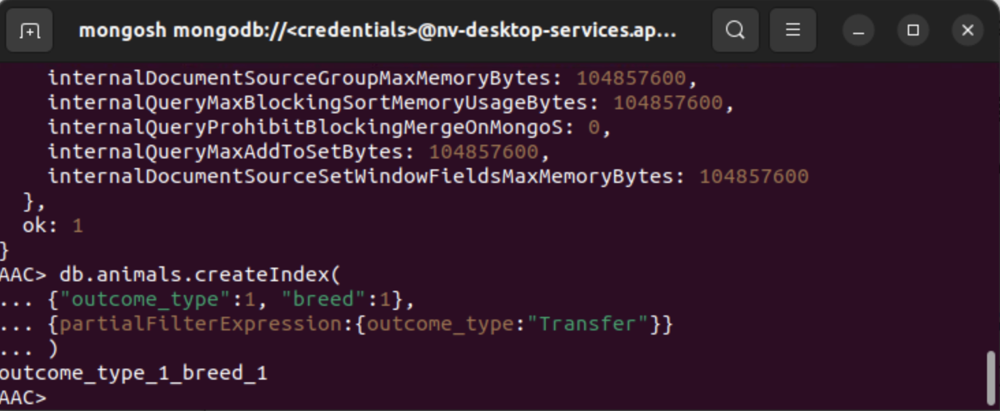 mongosh mongodb://<credentials>@nv-desktop-services.ap...
internalDocumentSourceGroupMaxMemoryBytes: 104857600,
internalQueryMaxBlockingSortMemoryUsageBytes: 104857600,
internalQueryProhibitBlockingMergeOnMongoS: 0,
internalQueryMaxAddToSetBytes: 104857600,
internalDocumentSourceSetWindowFieldsMaxMemoryBytes: 104857600
},
ok: 1
}
AAC> db.animals.createIndex(
... {"outcome_type":1, "breed":1},
... {partialFilterExpression:{outcome_type:"Transfer"}}
... )
outcome_type_1_breed_1
AAC>